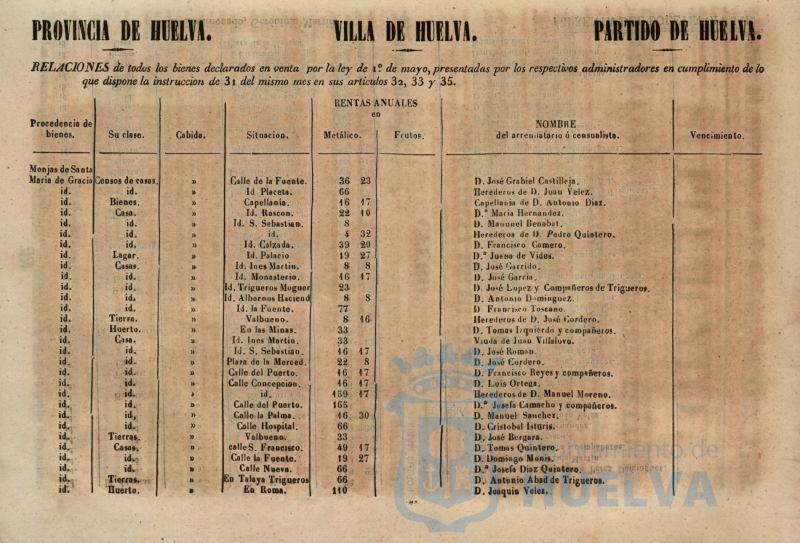 PROVINCIA DE HUELVA. VILLA DE HUELVA. PARTIDO DE HUELVA.
RELACIONES de todos los bienes declarados en venta por la ley de 1º de mayo, presentadas por los respectivos administradores en cumplimiento de lo
que dispone la instruccion de 31 del mismo mes en sus articulos 32, 33 y 35.
RENTAS ANUALES
en
Procedencia de bienes. Su clase. Cabida. Situacion. Metálico. Frutos. NOMBRE del arrendatario ó censualista. Vencimiento.
Monjas de Santa
Maria de Gracia Censos de casas. » Calle de la Fuente. 36 23 D. José Grabiel Castilleja.
id. id. » Id Placeta. 66 Herederos de D. Juan Velez.
id. Bienes. » Capellania. 16 17 Capellania de D. Antonio Diaz.
id. Casa. » Id. Rascon. 22 10 D.ª Maria Hernandez.
id. id. » Id. S. Sebastian. 8 D. Manuuel Benabat.
id. id. » id. 4 32 Herederos de D. Pedro Quintero.
id. id. » Id. Calzada. 39 20 D. Francisco Comero.
id. Lagar. » Id. Palacio 19 27 D.ª Juana de Vides.
id. Casas. » Id. Ines Martin. 8 8 D. José Garrido.
id. id. » Id. Monasterio. 16 17 D. José Garcia.
id. id. » Id. Trigueros Moguer 23 D. José Lopez y Compañeros de Trigueros.
id. id. » Id. Albornos Haciend 8 8 D. Antonio Dominguez.
id. id. » Id. la Fuente. 77 D. Francisco Toscano.
id. Tierra. » Valbueno. 8 16 Herederos de D. José Cordero.
id. Huerto. » En las Minas. 33 D. Tomas Izquierdo y compañeros.
id. Casa. » Id. Ines Martin. 33 Viuda de Juan Villalovo.
id. id. » Id. S. Sebastian. 16 17 D. José Roman.
id. id. » Plaza de la Merced. 22 8 D. José Cordero.
id. id. » Calle del Puerto. 16 17 D. Francisco Reyes y compañeros.
id. id. » Calle Concepcion. 16 17 D. Luis Ortega.
id. id. » id. 159 17 Herederos de D. Manuel Moreno.
id. id. » Calle del Puerto. 165 D.ª Josefa Camacho y compañeros.
id. id. » Calle la Palma. 16 30 D. Manuel Sanchez.
id. id. » Calle Hospital. 66 D. Cristobal Isturis.
id. Tierras. » Valbueno. 33 D. José Bergara.
id. Casas. » calle S. Francisco. 49 17 D. Tomas Quintero.
id. id. » Calle la Fuente. 19 27 D. Domingo Monis.
id. id. » Calle Nueva. 66 D.ª Josefa Diaz Quintero.
id. Tierras. » En Talaya Trigueros 66 D. Antonio Abad de Trigueros.
id. Huerto. » En Roma. 110 D. Joaquin Velez.
HUELVA